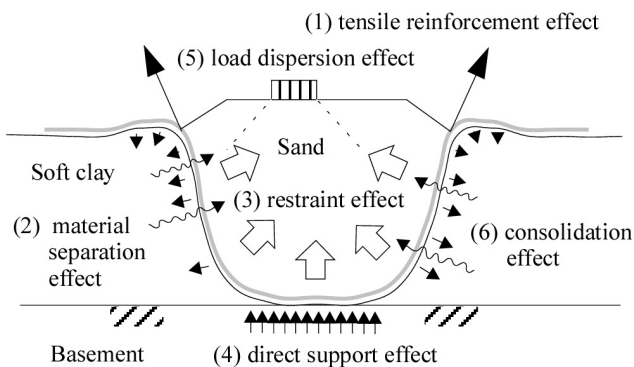 (1) tensile reinforcement effect
(5) load dispersion effect
Sand
Soft clay
(3) restraint effect
(2) material
separation
effect
(6) consolidation
effect
Basement
(4) direct support effect